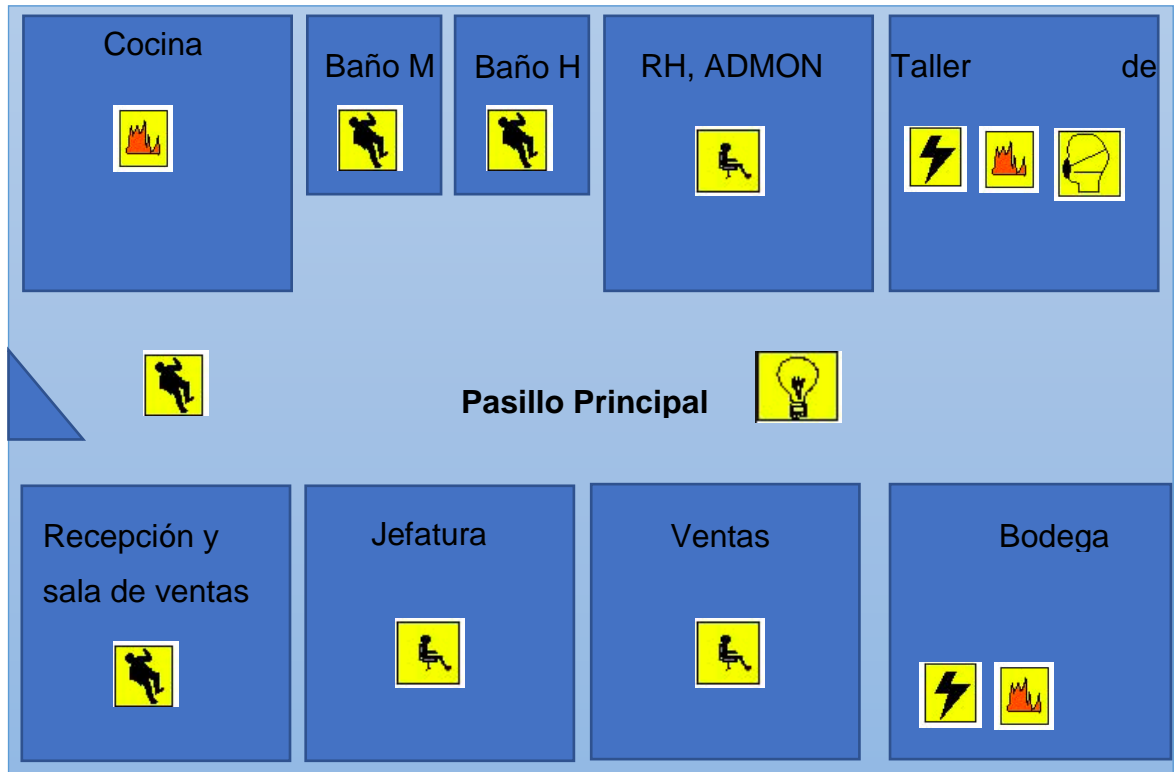 Cocina
Baño M
Baño H
RH, ADMON
Taller de
Pasillo Principal
Recepción y
sala de ventas
Jefatura
Ventas
Bodega